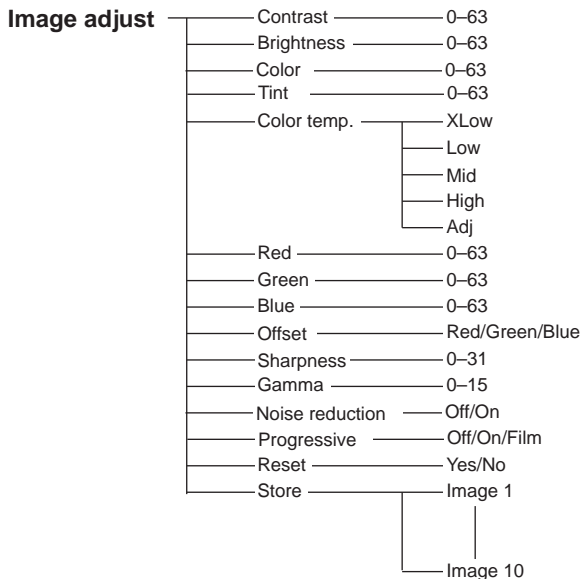 Image adjust Contrast 0–63
Brightness 0–63
Color 0–63
Tint 0–63
Color temp. XLow
Low
Mid
High
Adj
Red 0–63
Green 0–63
Blue 0–63
Offset Red/Green/Blue
Sharpness 0–31
Gamma 0–15
Noise reduction Off/On
Progressive Off/On/Film
Reset Yes/No
Store Image 1
Image 10